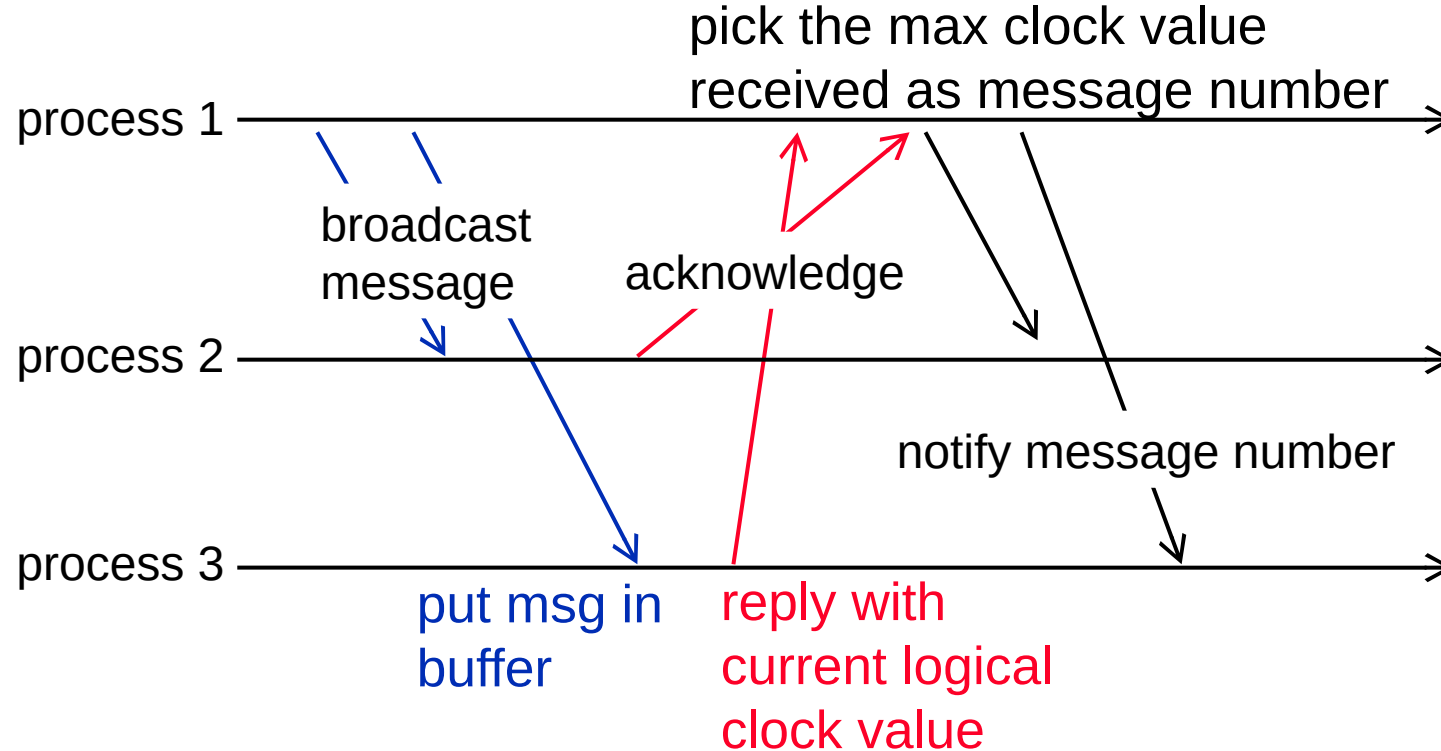 pick the max clock value
received as message number
process 1
broadcast
message
acknowledge
process 2
notify message number
process 3
put msg in
buffer
reply with
current logical
clock value